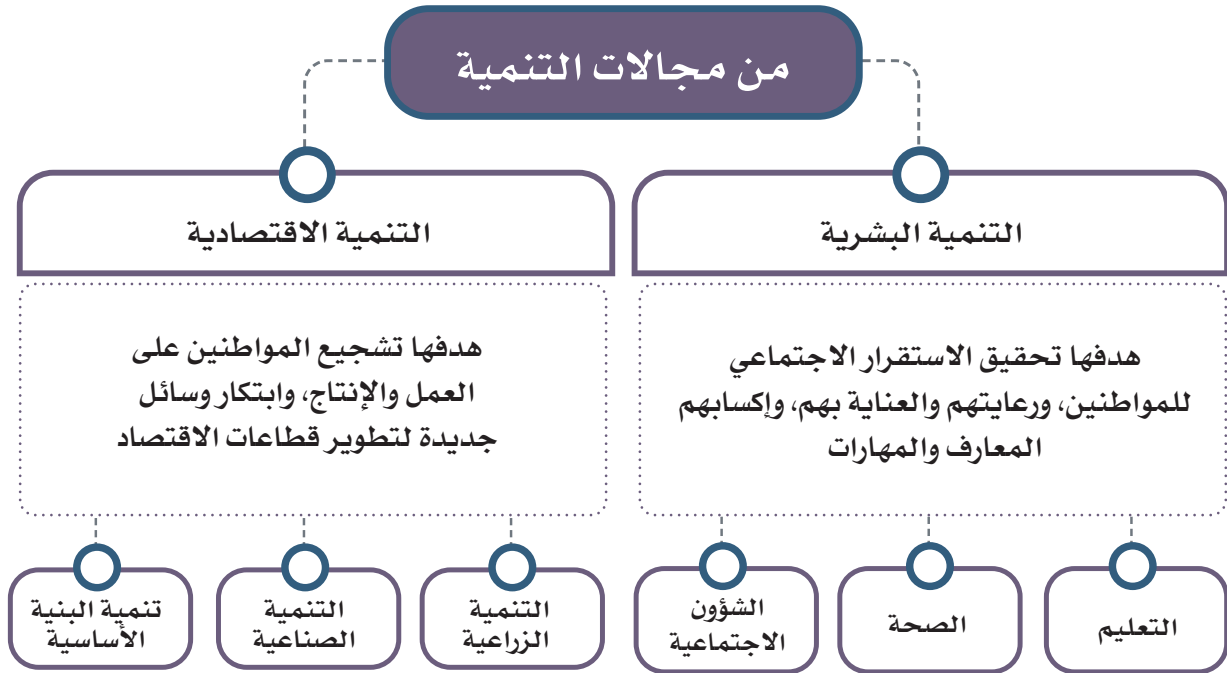 من مجالات التنمية
التنمية البشرية
هدفها تحقيق الاستقرار الاجتماعي
للمواطنين، ورعايتهم والعناية بهم، وإكسابهم
المعارف والمهارات
التعليم
الصحة
الشؤون
الاجتماعية
التنمية الاقتصادية
هدفها تشجيع المواطنين على
العمل والإنتاج، وابتكار وسائل
جديدة لتطوير قطاعات الاقتصاد
التنمية
الزراعية
التنمية
الصناعية
تنمية البنية
الأساسية